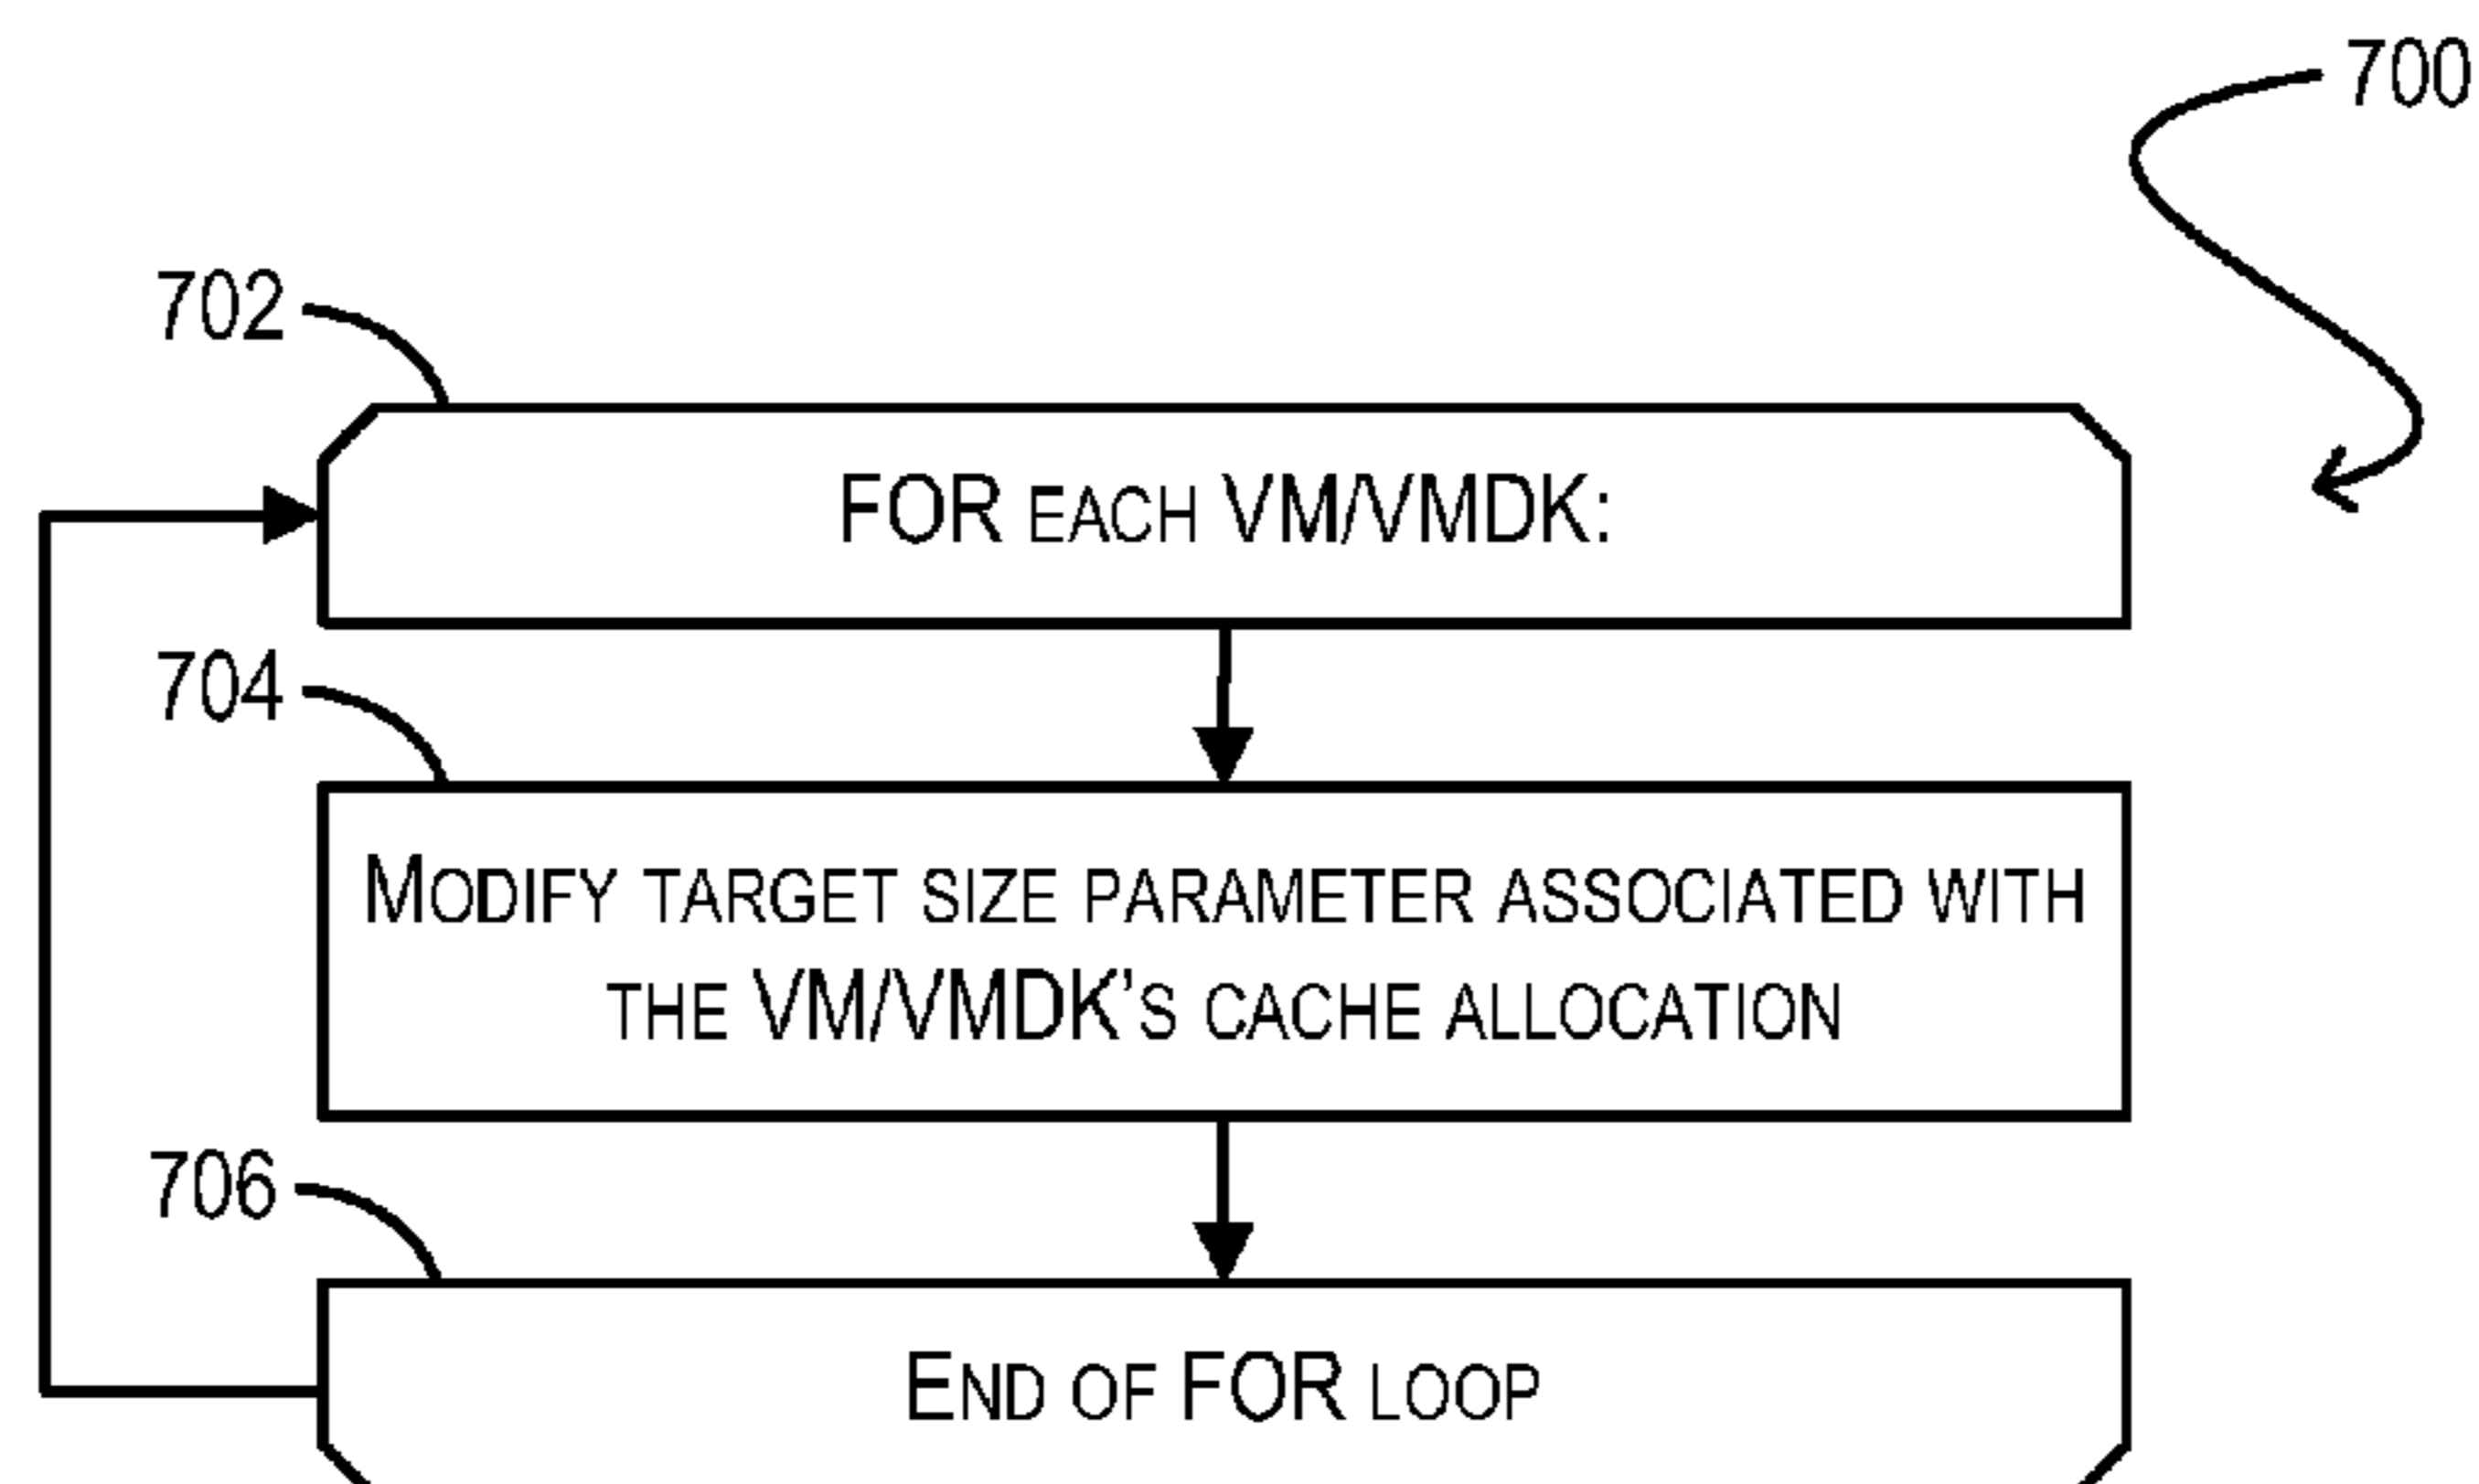 700
702
FOR EACH VM/VMDK:
704
MODIFY TARGET SIZE PARAMETER ASSOCIATED WITH
THE VM/VMDK'S CACHE ALLOCATION
706
END OF FOR LOOP